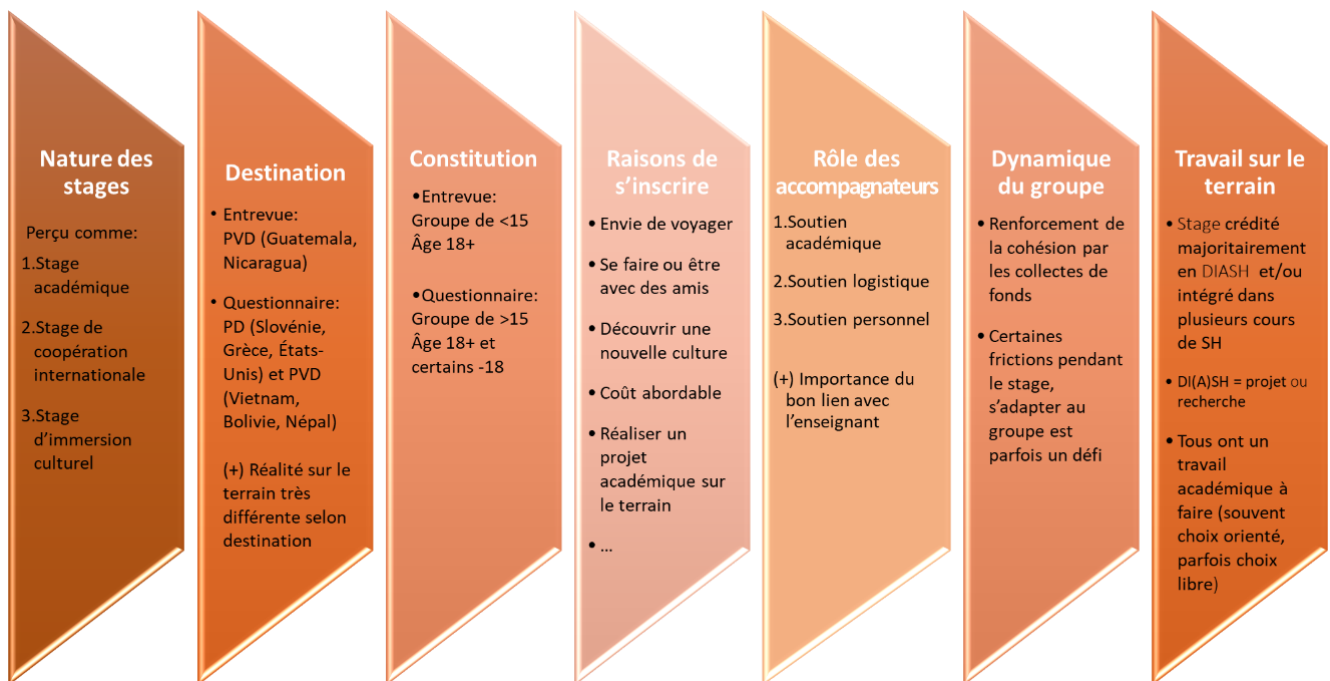 Nature des
stages
Perçu comme:
1.Stage
académique
2.Stage de
coopération
internationale
3.Stage
d'immersion
culturel
Destination
• Entrevue:
PVD (Guatemala,
Nicaragua)
• Questionnaire:
PD (Slovénie,
Grèce, États-
Unis) et PVD
(Vietnam,
Bolivie, Népal)
(+) Réalité sur le
terrain très
différente selon
destination
Constitution
•Entrevue:
Groupe de <15
Âge 18+
•Questionnaire:
Groupe de >15
Âge 18+ et
certains -18
Raisons de
s'inscrire
• Envie de voyager
• Se faire ou être
avec des amis
• Découvrir une
nouvelle culture
• Coût abordable
• Réaliser un
projet
académique sur
le terrain
• ...
Rôle des
accompagnateurs
1.Soutien
académique
2.Soutien logistique
3.Soutien personnel
(+) Importance du
bon lien avec
l'enseignant
Dynamique
du groupe
• Renforcement de
la cohésion par
les collectes de
fonds
• Certaines
frictions pendant
le stage,
s'adapter au
groupe est
parfois un défi
Travail sur le
terrain
• Stage crédité
majoritairement
en DIASH et/ou
intégré dans
plusieurs cours
de SH
• DI(A)SH = projet ou
recherche
• Tous ont un
travail
académique à
faire (souvent
choix orienté,
parfois choix
libre)